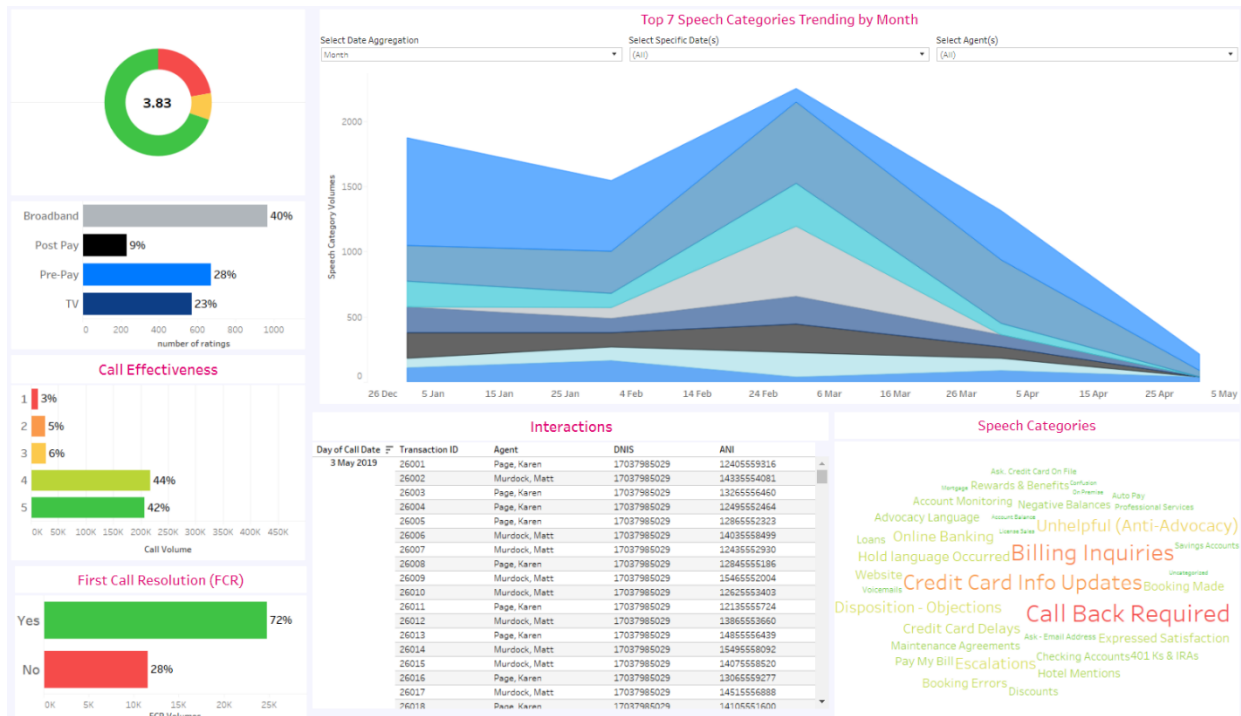 3.83
Broadband 40%
Post Pay 9%
Pre-Pay 28%
TV 23%
0 200 400 600 800 1000
number of ratings
Call Effectiveness
1 3%
2 5%
3 6%
4 44%
5 42%
0K 50K 100K 150K 200K 250K 300K 350K 400K 450K
Call Volume
First Call Resolution (FCR)
Yes 72%
No 28%
0K 5K 10K 15K 20K 25K
FCR Volumes
Top 7 Speech Categories Trending by Month
Select Date Aggregation Select Specific Date(s) Select Agent(s)
Month (All) (All)
Speech Category Volumes
2000
1500
1000
500
0
26 Dec 5 Jan 15 Jan 25 Jan 4 Feb 14 Feb 24 Feb 6 Mar 16 Mar 26 Mar 5 Apr 15 Apr 25 Apr 5 May
Interactions
Day of Call Date Transaction ID Agent DNIS ANI
3 May 2019 26001 Page, Karen 17037985029 12405559316
26002 Murdock, Matt 17037985029 14335554081
26003 Page, Karen 17037985029 13265556460
26004 Page, Karen 17037985029 12495552464
26005 Page, Karen 17037985029 12865552323
26006 Murdock, Matt 17037985029 14035558499
26007 Murdock, Matt 17037985029 12435552930
26008 Page, Karen 17037985029 12845555186
26009 Murdock, Matt 17037985029 15465552004
26010 Murdock, Matt 17037985029 12625553403
26011 Page, Karen 17037985029 12135555724
26012 Murdock, Matt 17037985029 13865553660
26013 Page, Karen 17037985029 14855556439
26014 Murdock, Matt 17037985029 15495558092
26015 Murdock, Matt 17037985029 14075558520
26016 Page, Karen 17037985029 13065559277
26017 Murdock, Matt 17037985029 14515556888
26018 Page, Karen 17037985029 14105551600
Speech Categories
Ask. Credit Card On File
Mortgage Rewards & Benefits Confusion
On Premise Auto Pay
Account Monitoring Negative Balances Professional Services
Advocacy Language Account Balance Unhelpful (Anti-Advocacy)
License Sales
Loans Online Banking Savings Accounts
Hold language Occurred Billing Inquiries
Website Uncategorized
Voicemails Credit Card Info Updates Booking Made
Disposition - Objections Call Back Required
Credit Card Delays Ask - Email Address Expressed Satisfaction
Maintenance Agreements
Pay My Bill Escalations Checking Accounts 401 Ks & IRAs
Hotel Mentions
Booking Errors Discounts